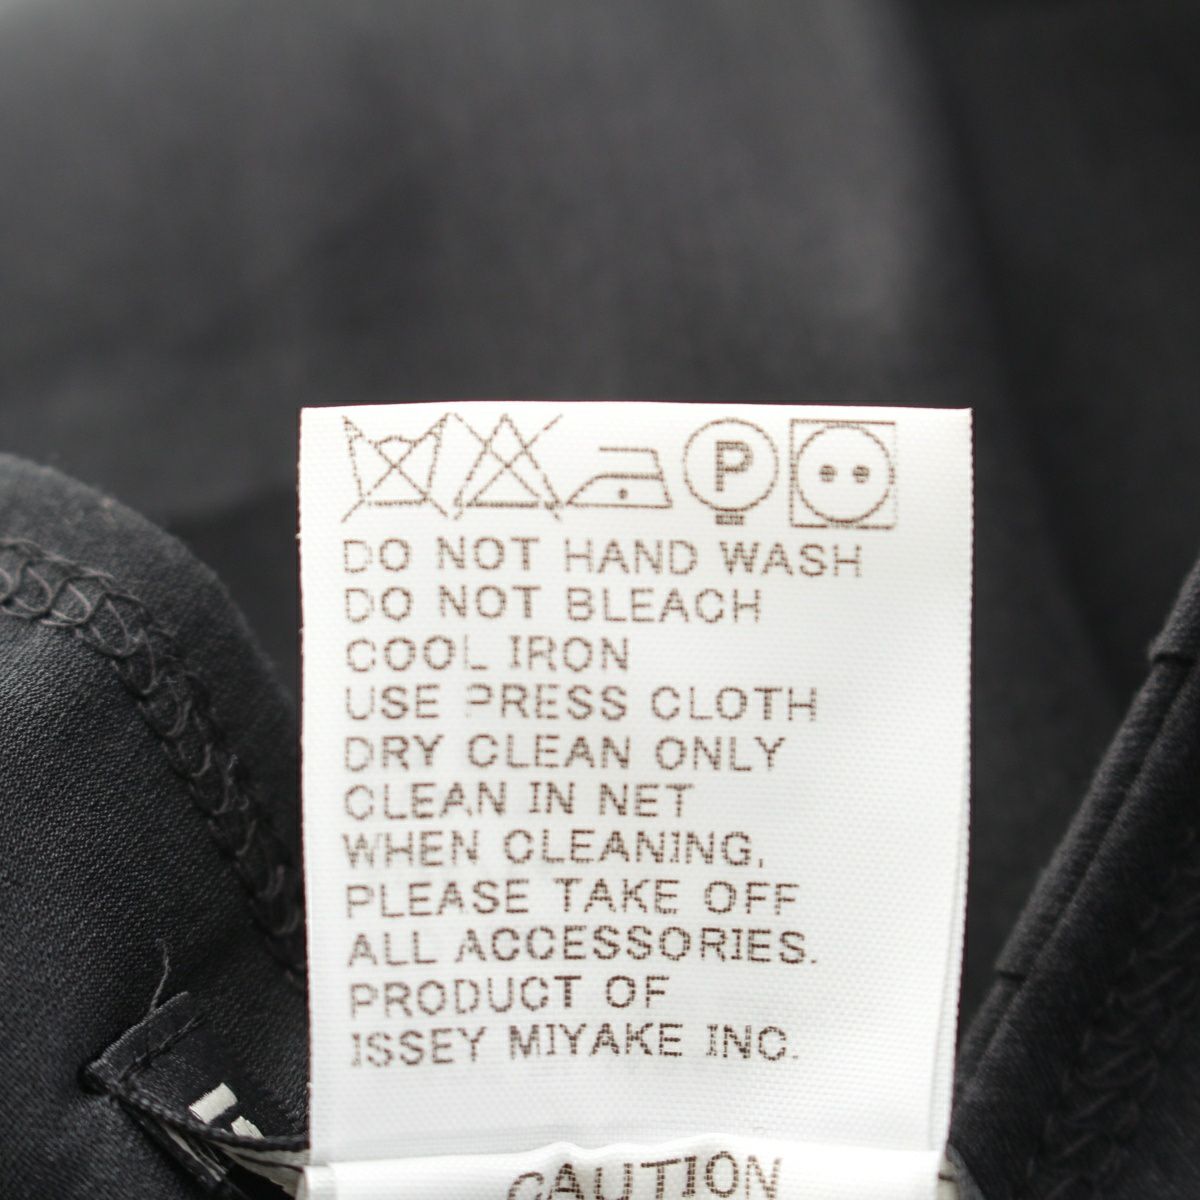 P
DO NOT HAND WASH
DO NOT BLEACH
COOL IRON
USE PRESS CLOTH
DRY CLEAN ONLY
CLEAN IN NET
WHEN CLEANING,
PLEASE TAKE OFF
ALL ACCESSORIES.
PRODUCT OF
ISSEY MIYAKE INC.
CAUTION